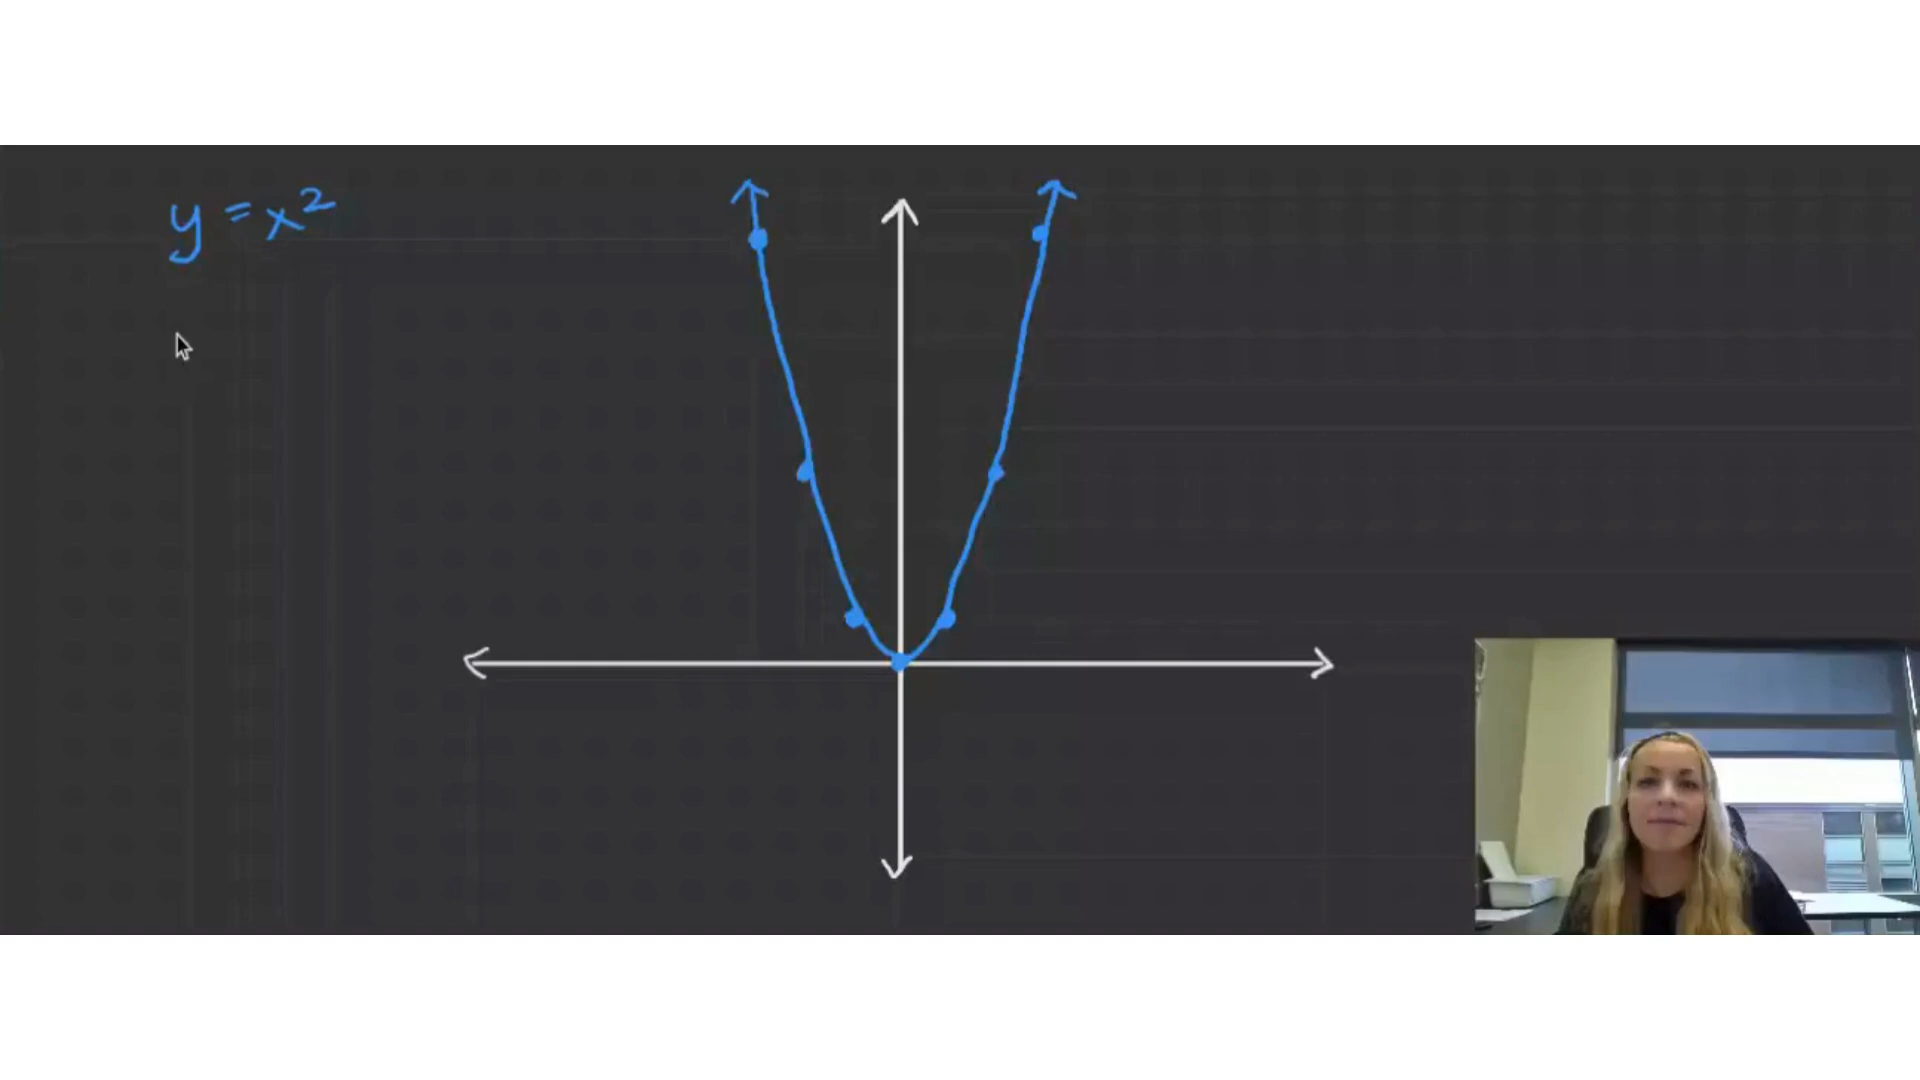 y = x²